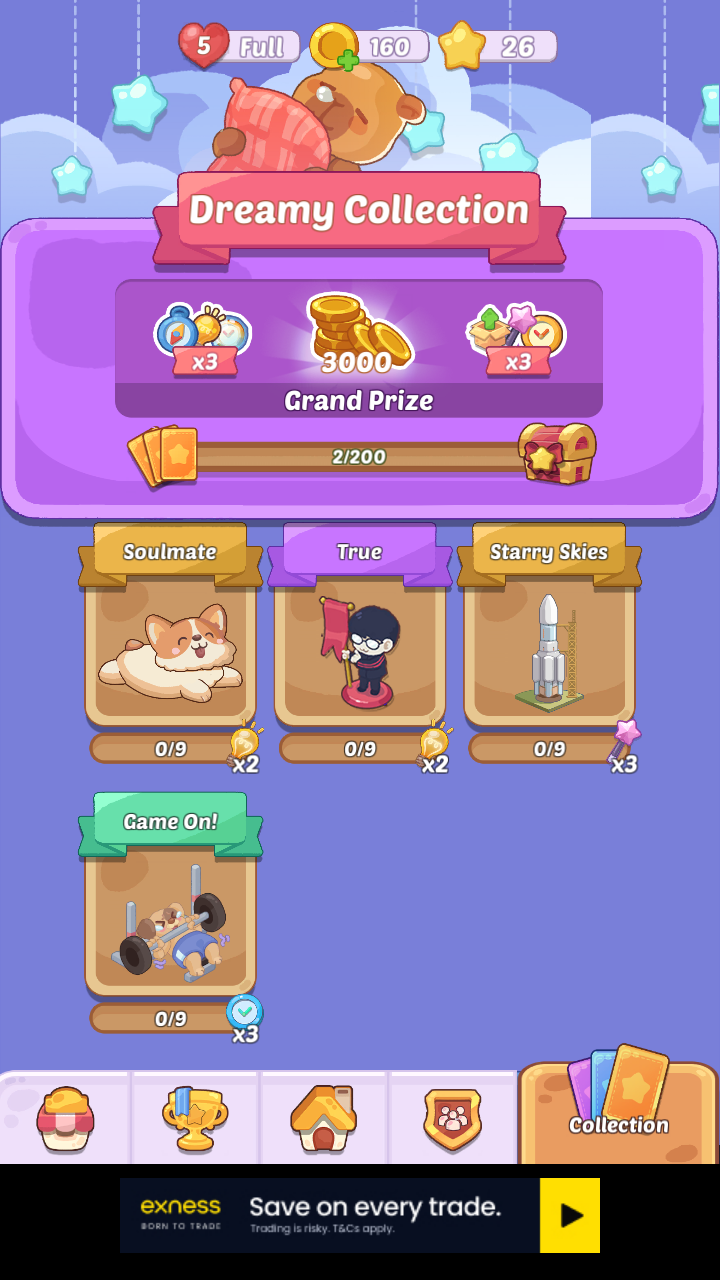 5 Full 160 26
Dreamy Collection
x3 3000 x3
Grand Prize
2/200
Soulmate True Starry Skies
0/9 x2 0/9 x2 0/9 x3
Game On!
0/9 x3
Collection
exness Save on every trade.
BORN TO TRADE Trading is risky. T&Cs apply.